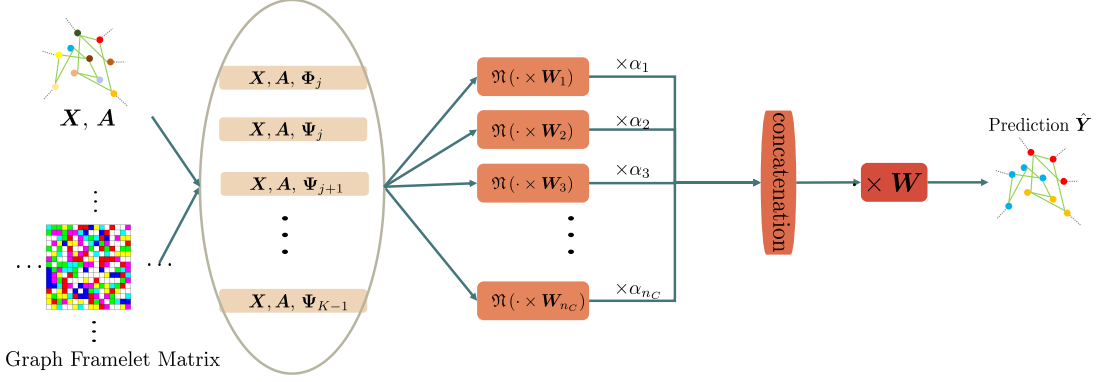 X, A
Graph Framelet Matrix
X, A, Φ_j
X, A, Ψ_j
X, A, Ψ_{j+1}
X, A, Ψ_{K−1}
𝔑(· × W_1)
𝔑(· × W_2)
𝔑(· × W_3)
𝔑(· × W_{n_C})
×α_1
×α_2
×α_3
×α_{n_C}
concatenation
× W
Prediction Ŷ